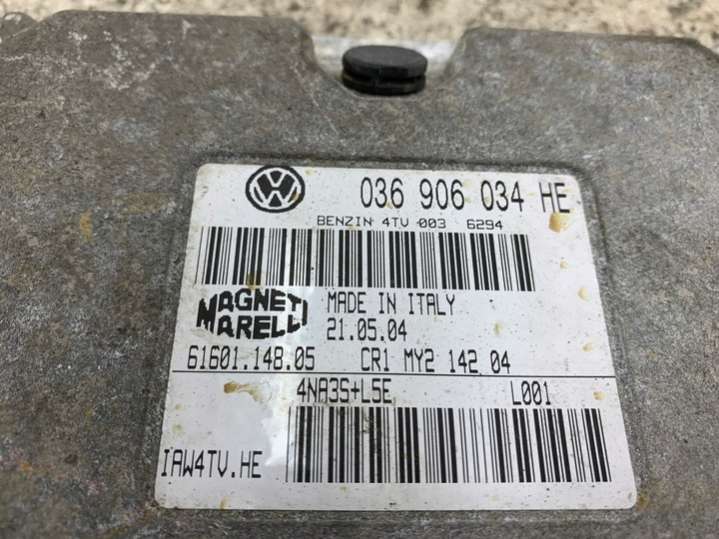 036 906 034 HE
BENZIN 4TV 003 6294
MAGNETI MARELLI
MADE IN ITALY
21.05.04
61601.148.05 CR1 MY2 142 04
4NA3S+L5E L001
IAW4TV.HE